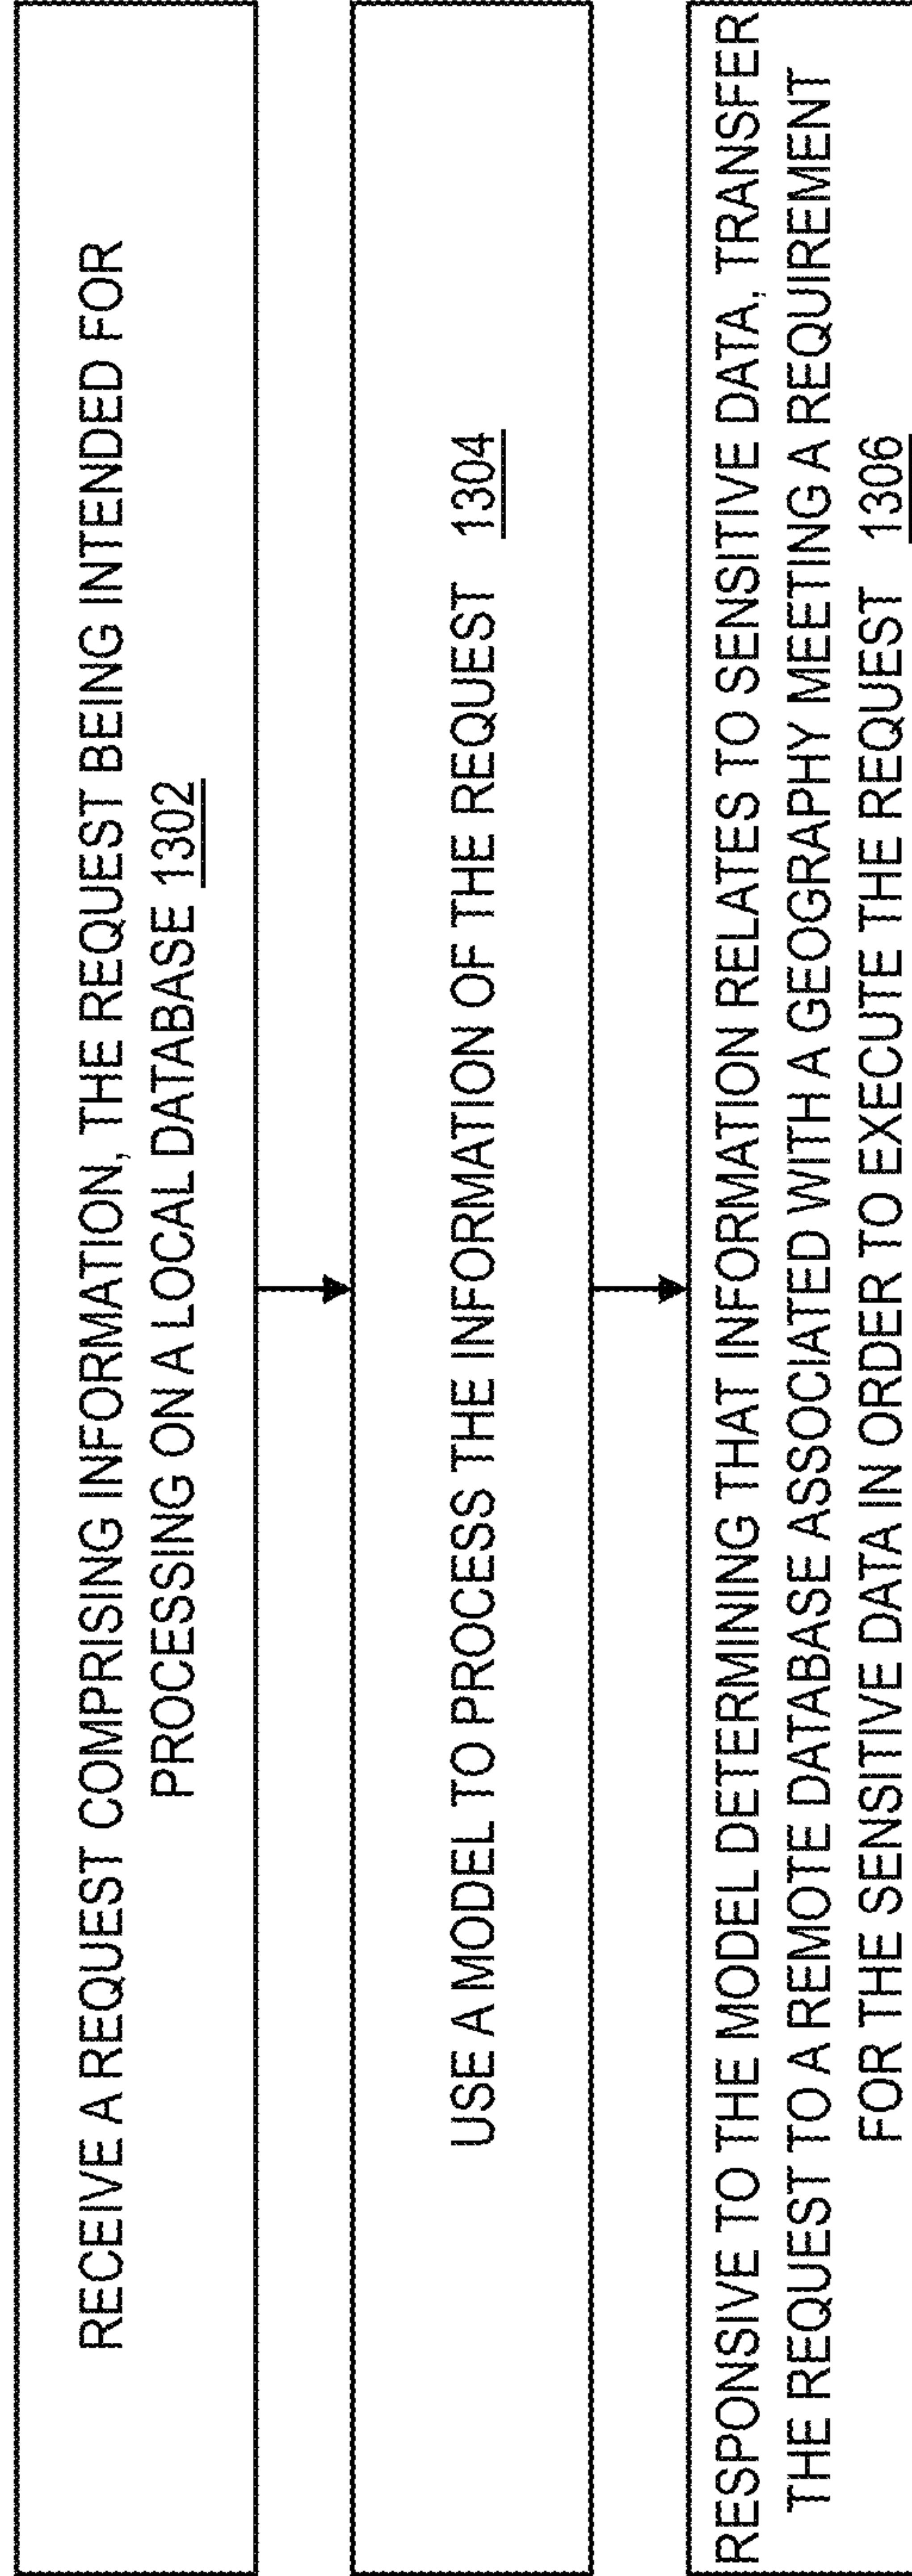 RECEIVE A REQUEST COMPRISING INFORMATION, THE REQUEST BEING INTENDED FOR
PROCESSING ON A LOCAL DATABASE 1302
USE A MODEL TO PROCESS THE INFORMATION OF THE REQUEST 1304
RESPONSIVE TO THE MODEL DETERMINING THAT INFORMATION RELATES TO SENSITIVE DATA, TRANSFER
THE REQUEST TO A REMOTE DATABASE ASSOCIATED WITH A GEOGRAPHY MEETING A REQUIREMENT
FOR THE SENSITIVE DATA IN ORDER TO EXECUTE THE REQUEST 1306